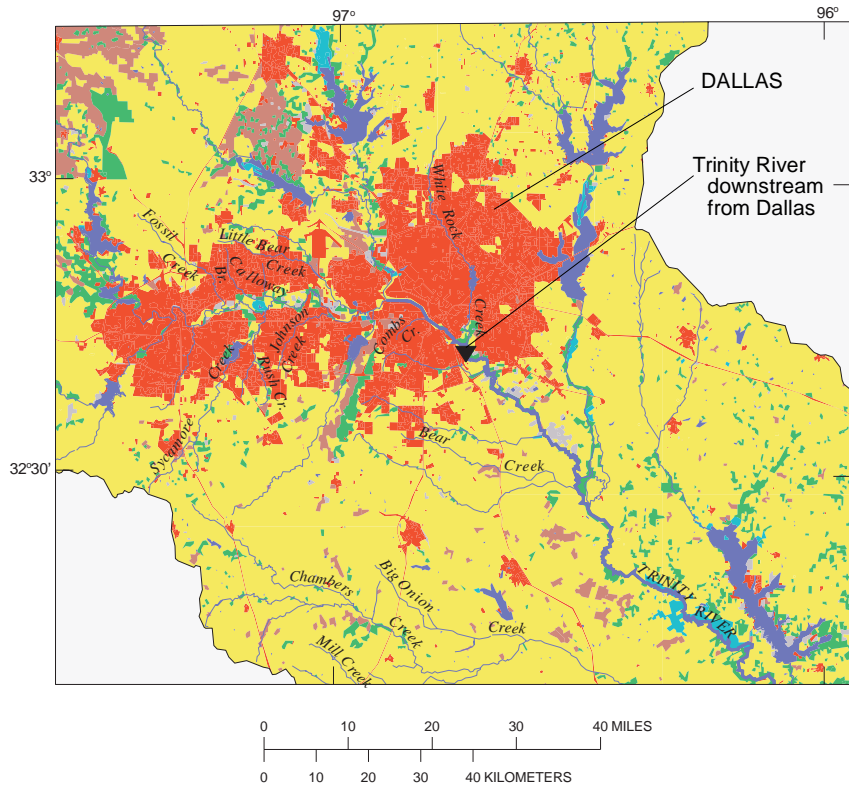 97°
96°
DALLAS
Trinity River
downstream
from Dallas
33°
White Rock
Creek
Fossil
Creek
Little Bear
Creek
Br.
Calloway
Johnson
Creek
Combs
Cr.
Creek
Rush Cr.
Sycamore
Bear
Creek
32°30'
TRINITY RIVER
Chambers
Creek
Big Onion
Creek
Mill Creek
0 10 20 30 40 MILES
0 10 20 30 40 KILOMETERS